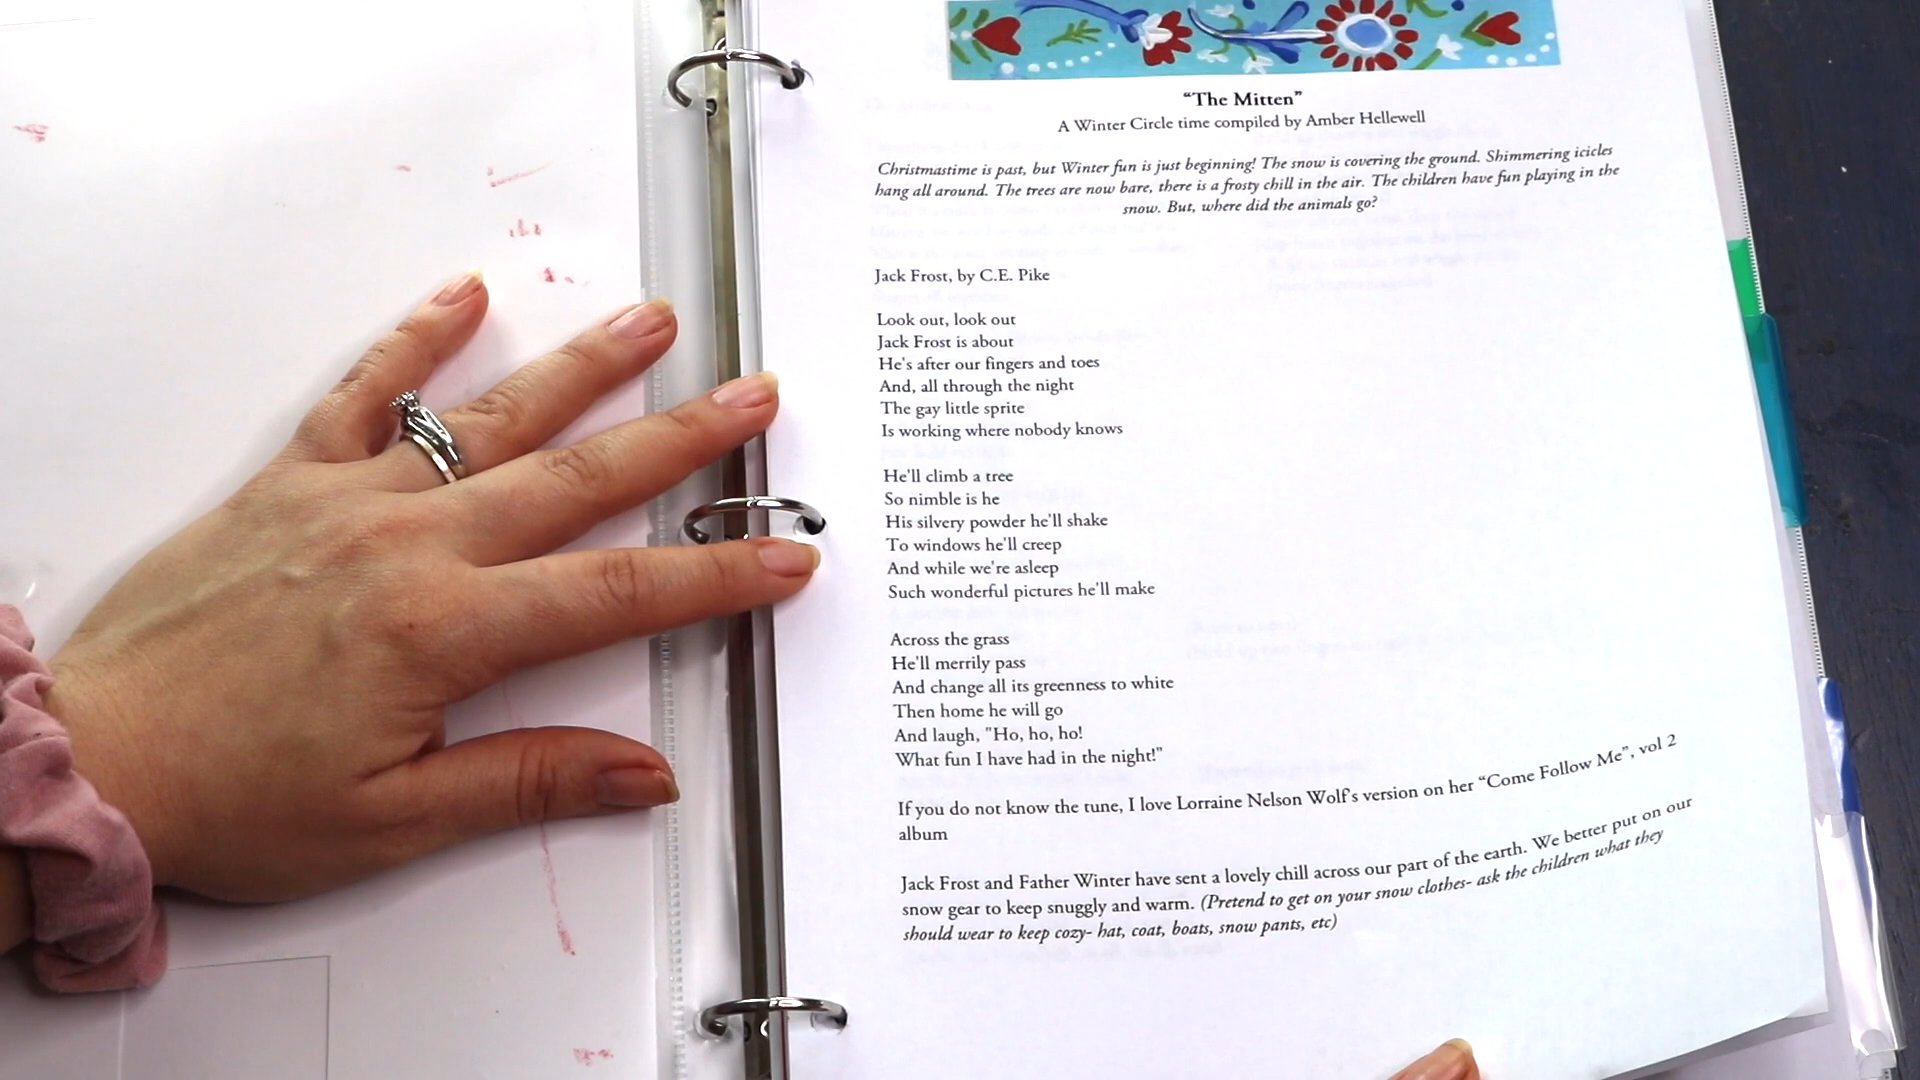 “The Mitten”
A Winter Circle time compiled by Amber Hellewell
Christmastime is past, but Winter fun is just beginning! The snow is covering the ground. Shimmering icicles
hang all around. The trees are now bare, there is a frosty chill in the air. The children have fun playing in the
snow. But, where did the animals go?
Jack Frost, by C.E. Pike
Look out, look out
Jack Frost is about
He's after our fingers and toes
And, all through the night
The gay little sprite
Is working where nobody knows
He'll climb a tree
So nimble is he
His silvery powder he'll shake
To windows he'll creep
And while we're asleep
Such wonderful pictures he'll make
Across the grass
He'll merrily pass
And change all its greenness to white
Then home he will go
And laugh, "Ho, ho, ho!
What fun I have had in the night!"
If you do not know the tune, I love Lorraine Nelson Wolf's version on her “Come Follow Me”, vol 2
album
Jack Frost and Father Winter have sent a lovely chill across our part of the earth. We better put on our
snow gear to keep snuggly and warm. (Pretend to get on your snow clothes- ask the children what they
should wear to keep cozy- hat, coat, boats, snow pants, etc)